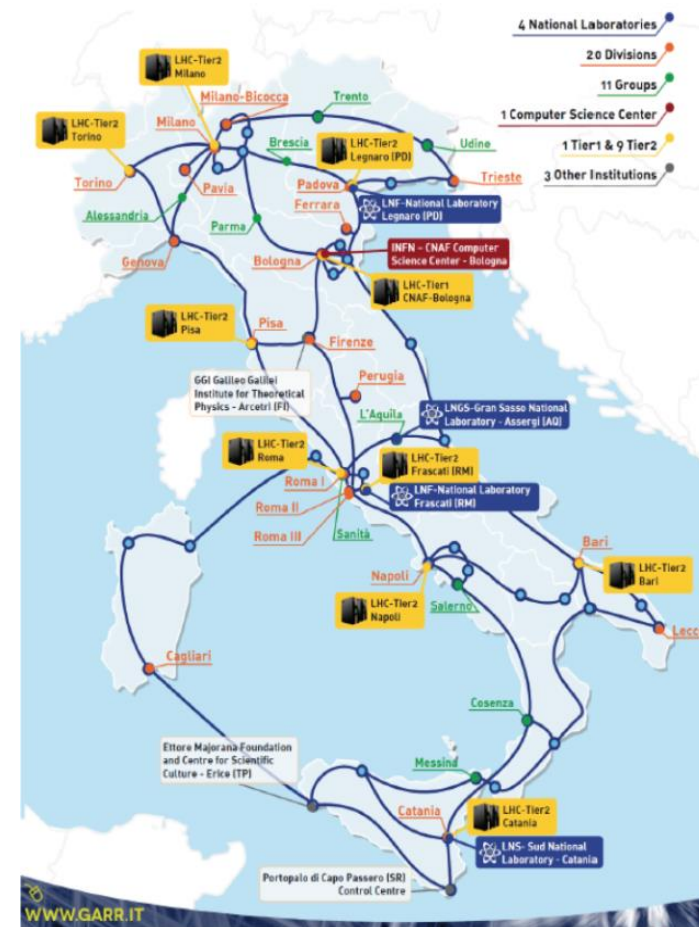 4 National Laboratories
20 Divisions
11 Groups
1 Computer Science Center
1 Tier1 & 9 Tier2
3 Other Institutions
LHC-Tier2
Milano
Milano-Bicocca
Trento
LHC-Tier2
Torino
Milano
Brescia
LHC-Tier2
Legnaro (PD)
Udine
Torino
Pavia
Padova
Trieste
Alessandria
Parma
Ferrara
LNF-National Laboratory
Legnaro (PD)
Genova
Bologna
INFN - CNAF Computer
Science Center - Bologna
LHC-Tier1
CNAF-Bologna
LHC-Tier2
Pisa
Pisa
Firenze
GGI Galileo Galilei
Institute for Theoretical
Physics - Arcetri (FI)
Perugia
L'Aquila
LNGS-Gran Sasso National
Laboratory - Assergi (AQ)
LHC-Tier2
Roma
LHC-Tier2
Frascati (RM)
Roma I
LNF-National Laboratory
Frascati (RM)
Roma II
Roma III
Sanità
Bari
Napoli
LHC-Tier2
Bari
LHC-Tier2
Napoli
Salerno
Lecc
Cagliari
Cosenza
Ettore Majorana Foundation
and Centre for Scientific
Culture - Erice (TP)
Messina
Catania
LHC-Tier2
Catania
LNS- Sud National
Laboratory - Catania
Portopalo di Capo Passero (SR)
Control Centre
WWW.GARR.IT